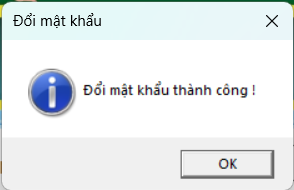 Đổi mật khẩu
Đổi mật khẩu thành công !
OK